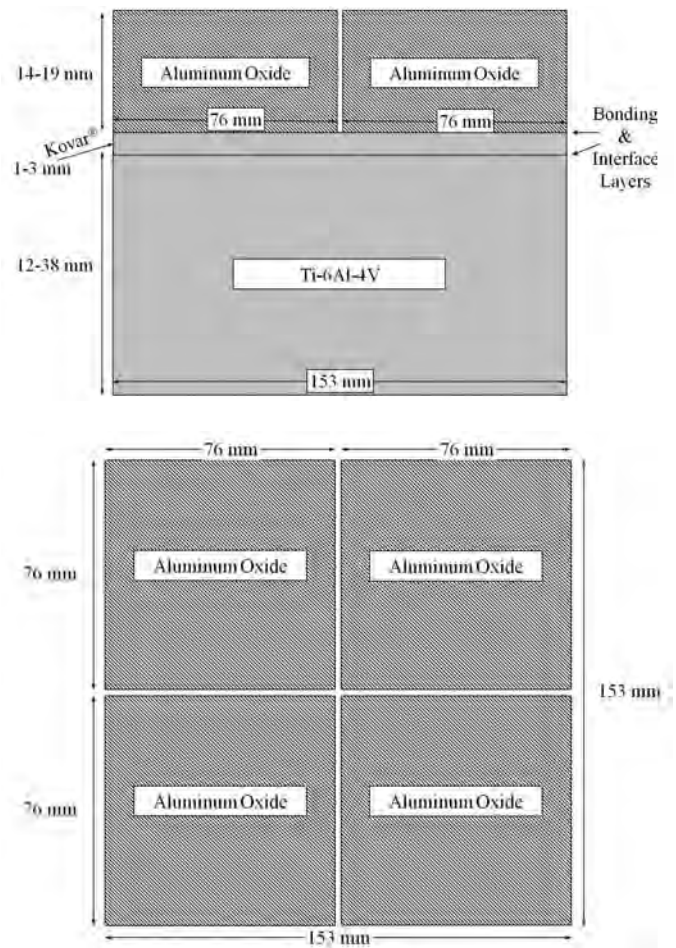 14-19 mm
Aluminum Oxide
Aluminum Oxide
76 mm
76 mm
Kovar®
1-3 mm
Bonding
&
Interface
Layers
12-38 mm
Ti-6Al-4V
153 mm
76 mm
76 mm
76 mm
Aluminum Oxide
Aluminum Oxide
153 mm
76 mm
Aluminum Oxide
Aluminum Oxide
153 mm